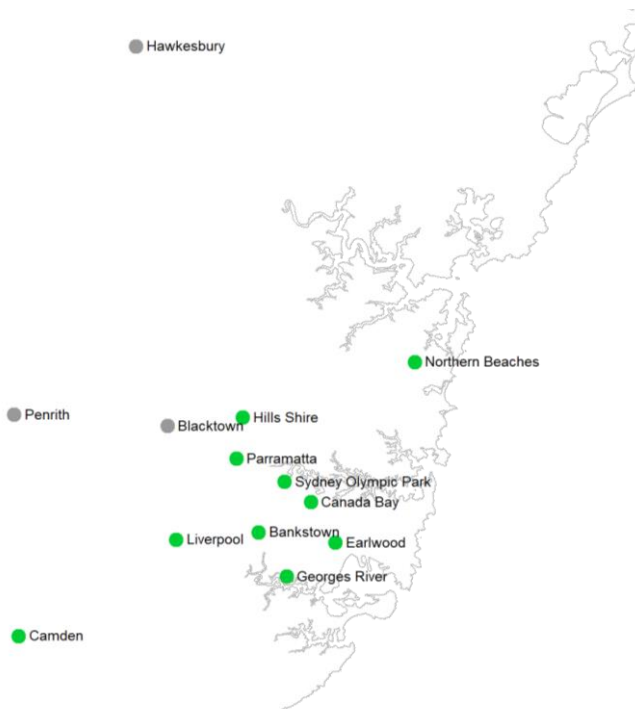 Hawkesbury
Northern Beaches
Penrith
Hills Shire
Blacktown
Parramatta
Sydney Olympic Park
Canada Bay
Bankstown
Liverpool
Earlwood
Georges River
Camden